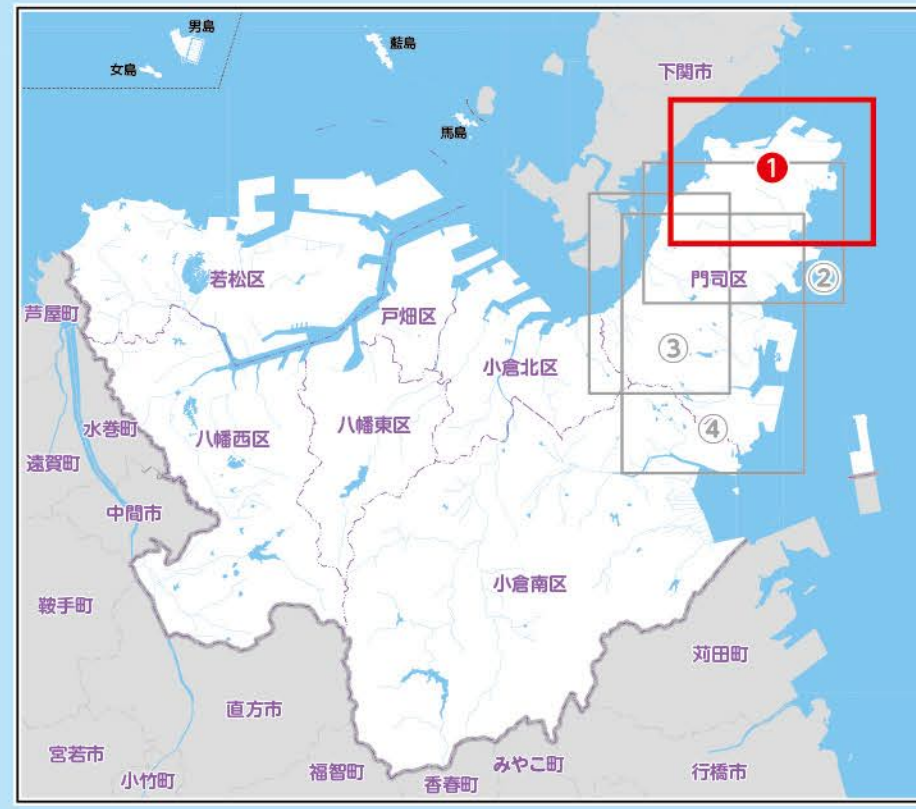 男島
女島
藍島
馬島
下関市
❶
若松区
門司区
②
芦屋町
戸畑区
③
小倉北区
水巻町
八幡西区
八幡東区
④
遠賀町
中間市
小倉南区
鞍手町
苅田町
直方市
宮若市
小竹町
福智町
香春町
みやこ町
行橋市